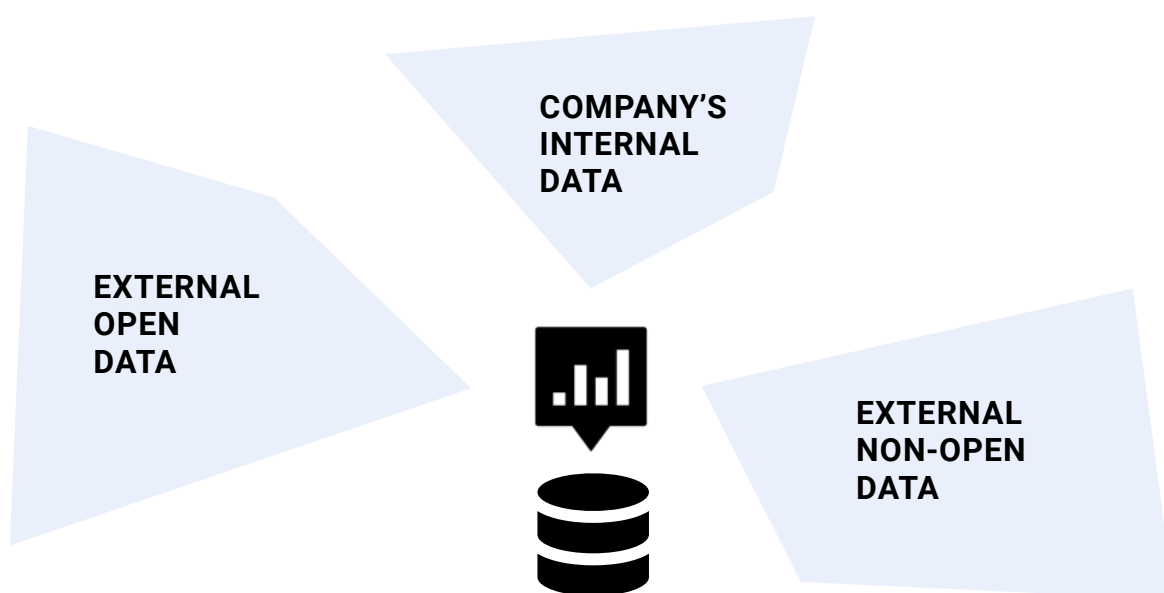 COMPANY’S
INTERNAL
DATA
EXTERNAL
OPEN
DATA
EXTERNAL
NON-OPEN
DATA